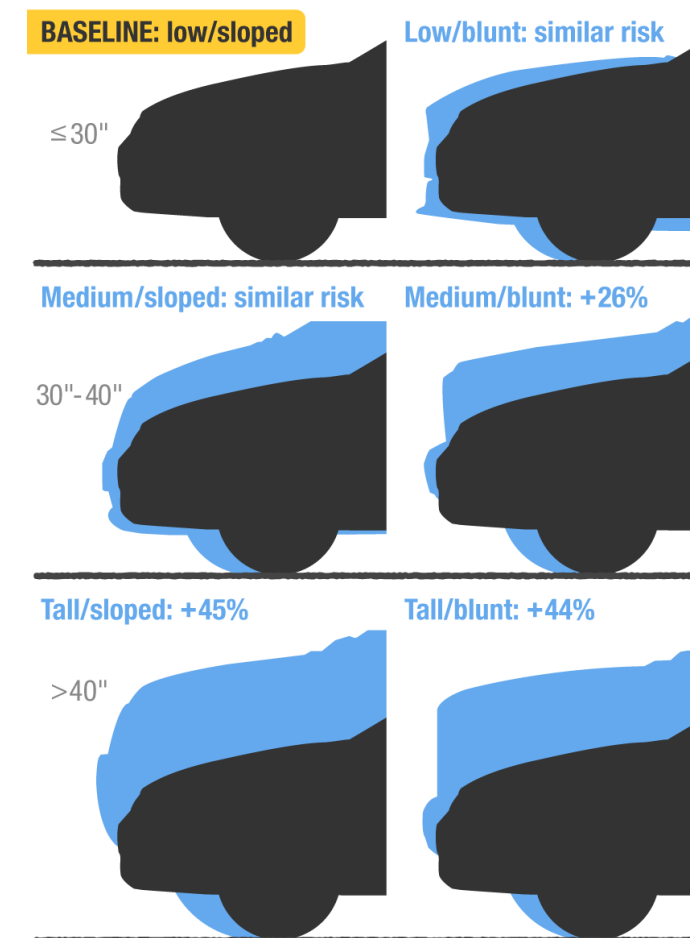 BASELINE: low/sloped
Low/blunt: similar risk
≤30"
Medium/sloped: similar risk
Medium/blunt: +26%
30"-40"
Tall/sloped: +45%
Tall/blunt: +44%
>40"